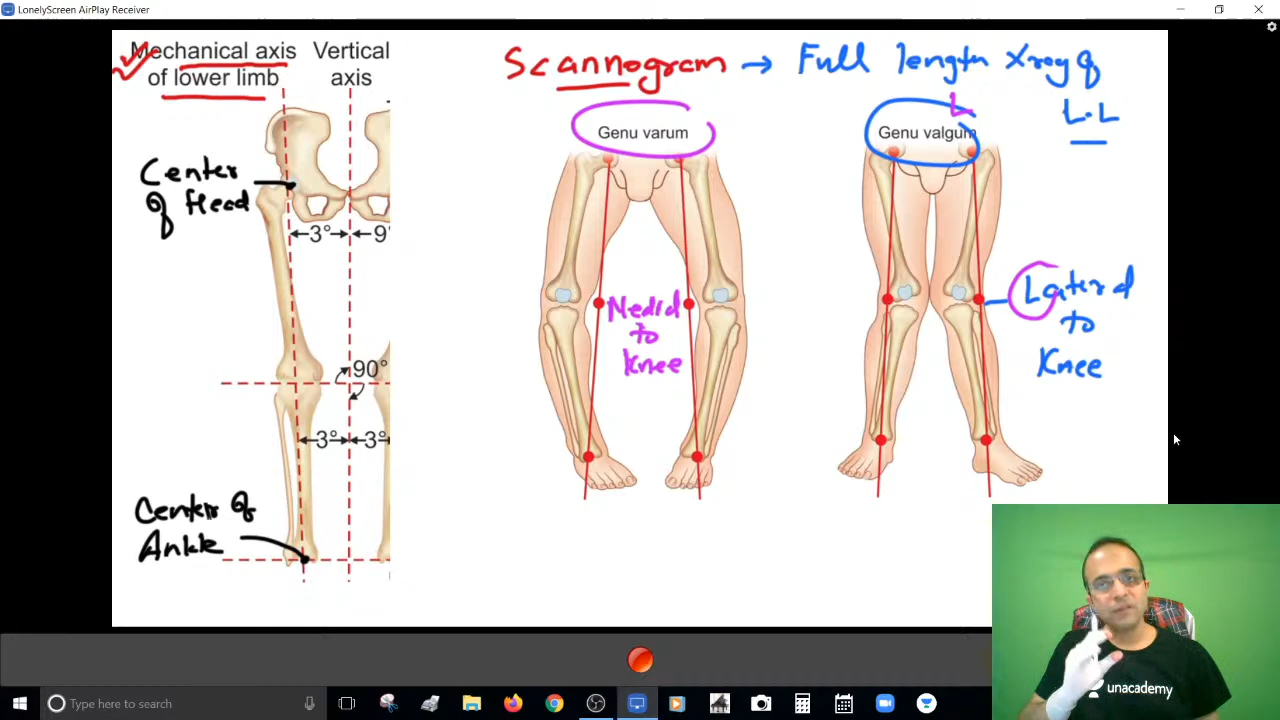 LonelyScreen AirPlay Receiver
Mechanical axis
of lower limb
Vertical
axis
Scannogram → Full length Xray of
L.L
Genu varum
L
Genu valgum
Center
of Head
3°
9°
Medial
to
Knee
Lateral
to
Knee
90°
3°
3°
Center of
Ankle
unacademy
Type here to search